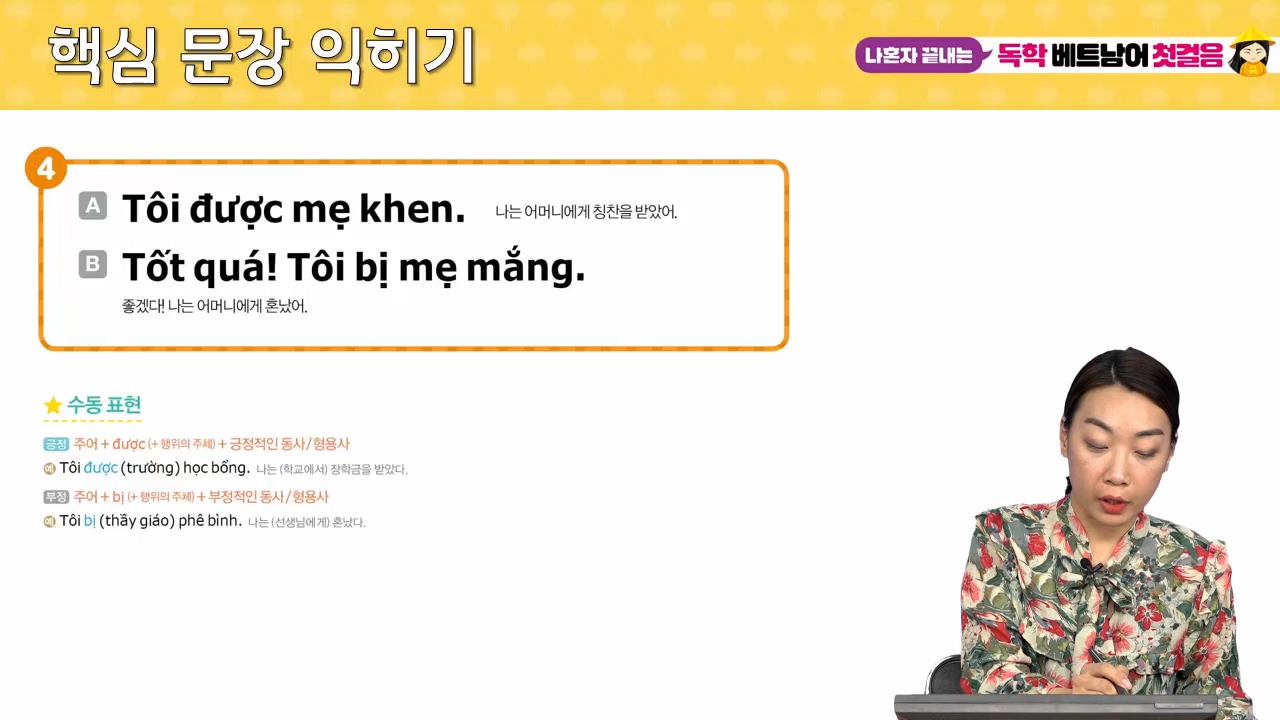 핵심 문장 익히기
나혼자 끝내는 독학 베트남어 첫걸음
4
A Tôi được mẹ khen. 나는 어머니에게 칭찬을 받았어.
B Tốt quá! Tôi bị mẹ mắng.
좋겠다! 나는 어머니에게 혼났어.
수동 표현
긍정 주어 + được (+ 행위의 주체) + 긍정적인 동사/형용사
예 Tôi được (trường) học bổng. 나는 (학교에서) 장학금을 받았다.
부정 주어 + bị (+ 행위의 주체) + 부정적인 동사/형용사
예 Tôi bị (thầy giáo) phê bình. 나는 (선생님에게) 혼났다.